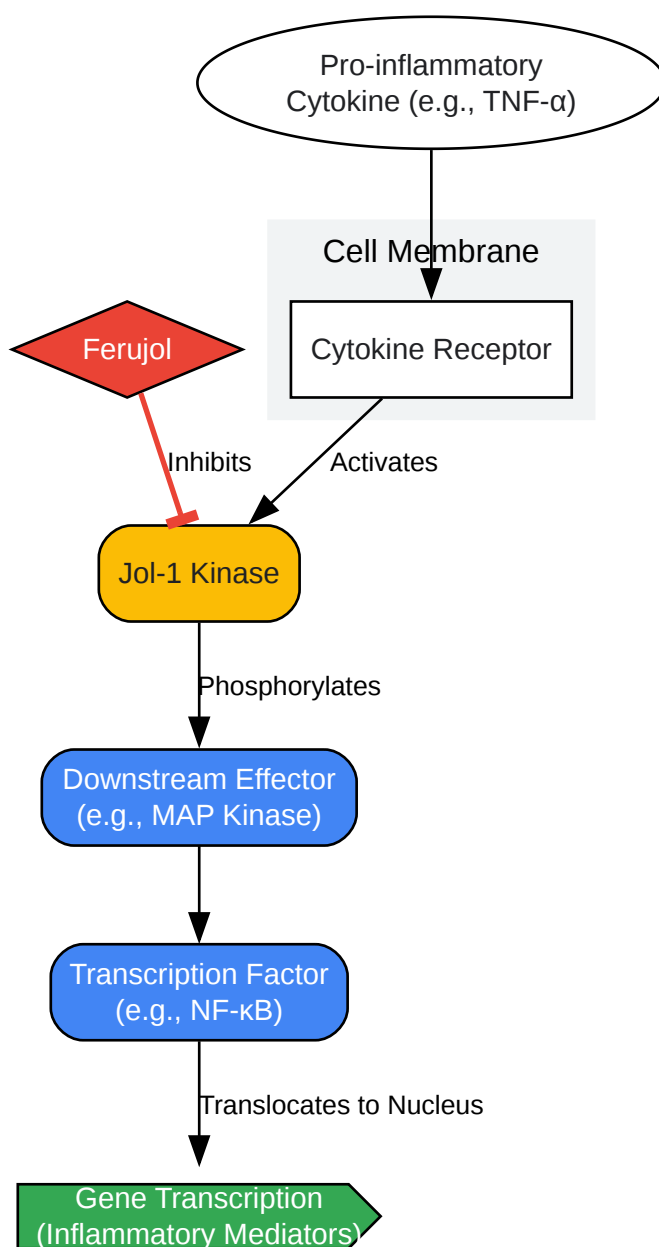 Pro-inflammatory
Cytokine (e.g., TNF-α)
Cell Membrane
Ferujol
Cytokine Receptor
Inhibits
Activates
Jol-1 Kinase
Phosphorylates
Downstream Effector
(e.g., MAP Kinase)
Transcription Factor
(e.g., NF-κB)
Translocates to Nucleus
Gene Transcription
(Inflammatory Mediators)